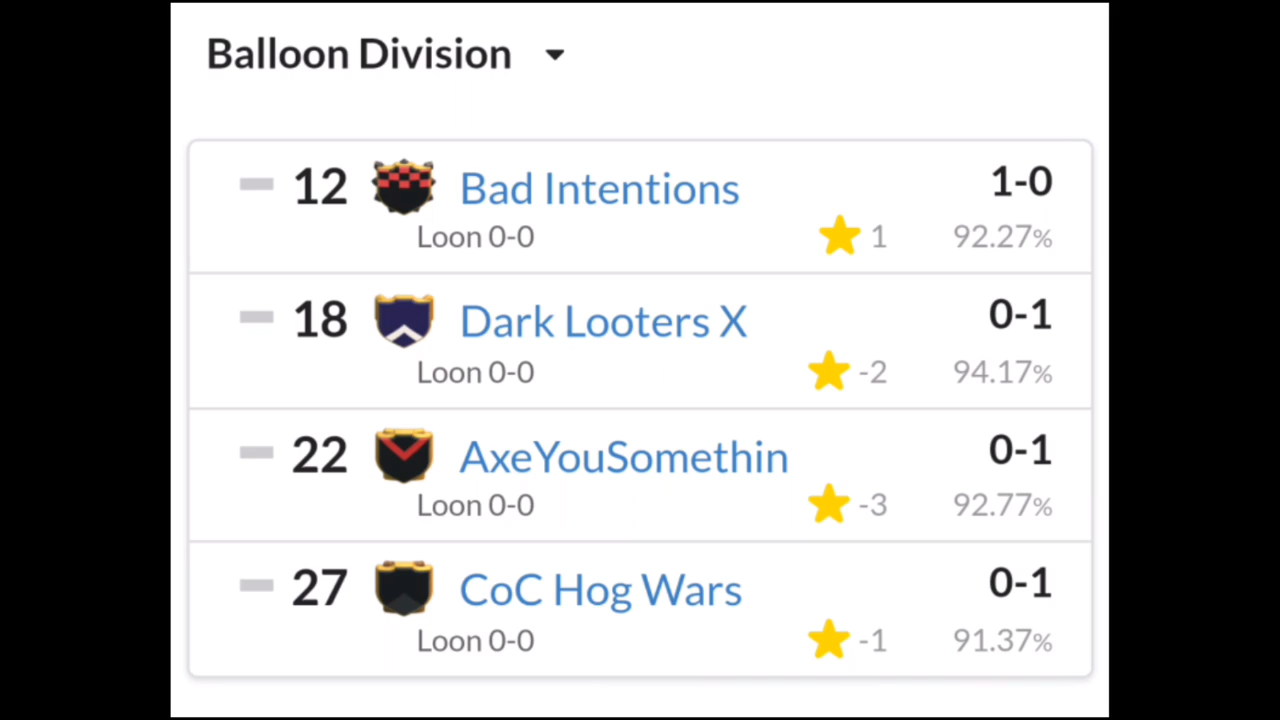 Balloon Division
12 Bad Intentions 1-0
Loon 0-0 1 92.27%
18 Dark Looters X 0-1
Loon 0-0 -2 94.17%
22 AxeYouSomethin 0-1
Loon 0-0 -3 92.77%
27 CoC Hog Wars 0-1
Loon 0-0 -1 91.37%